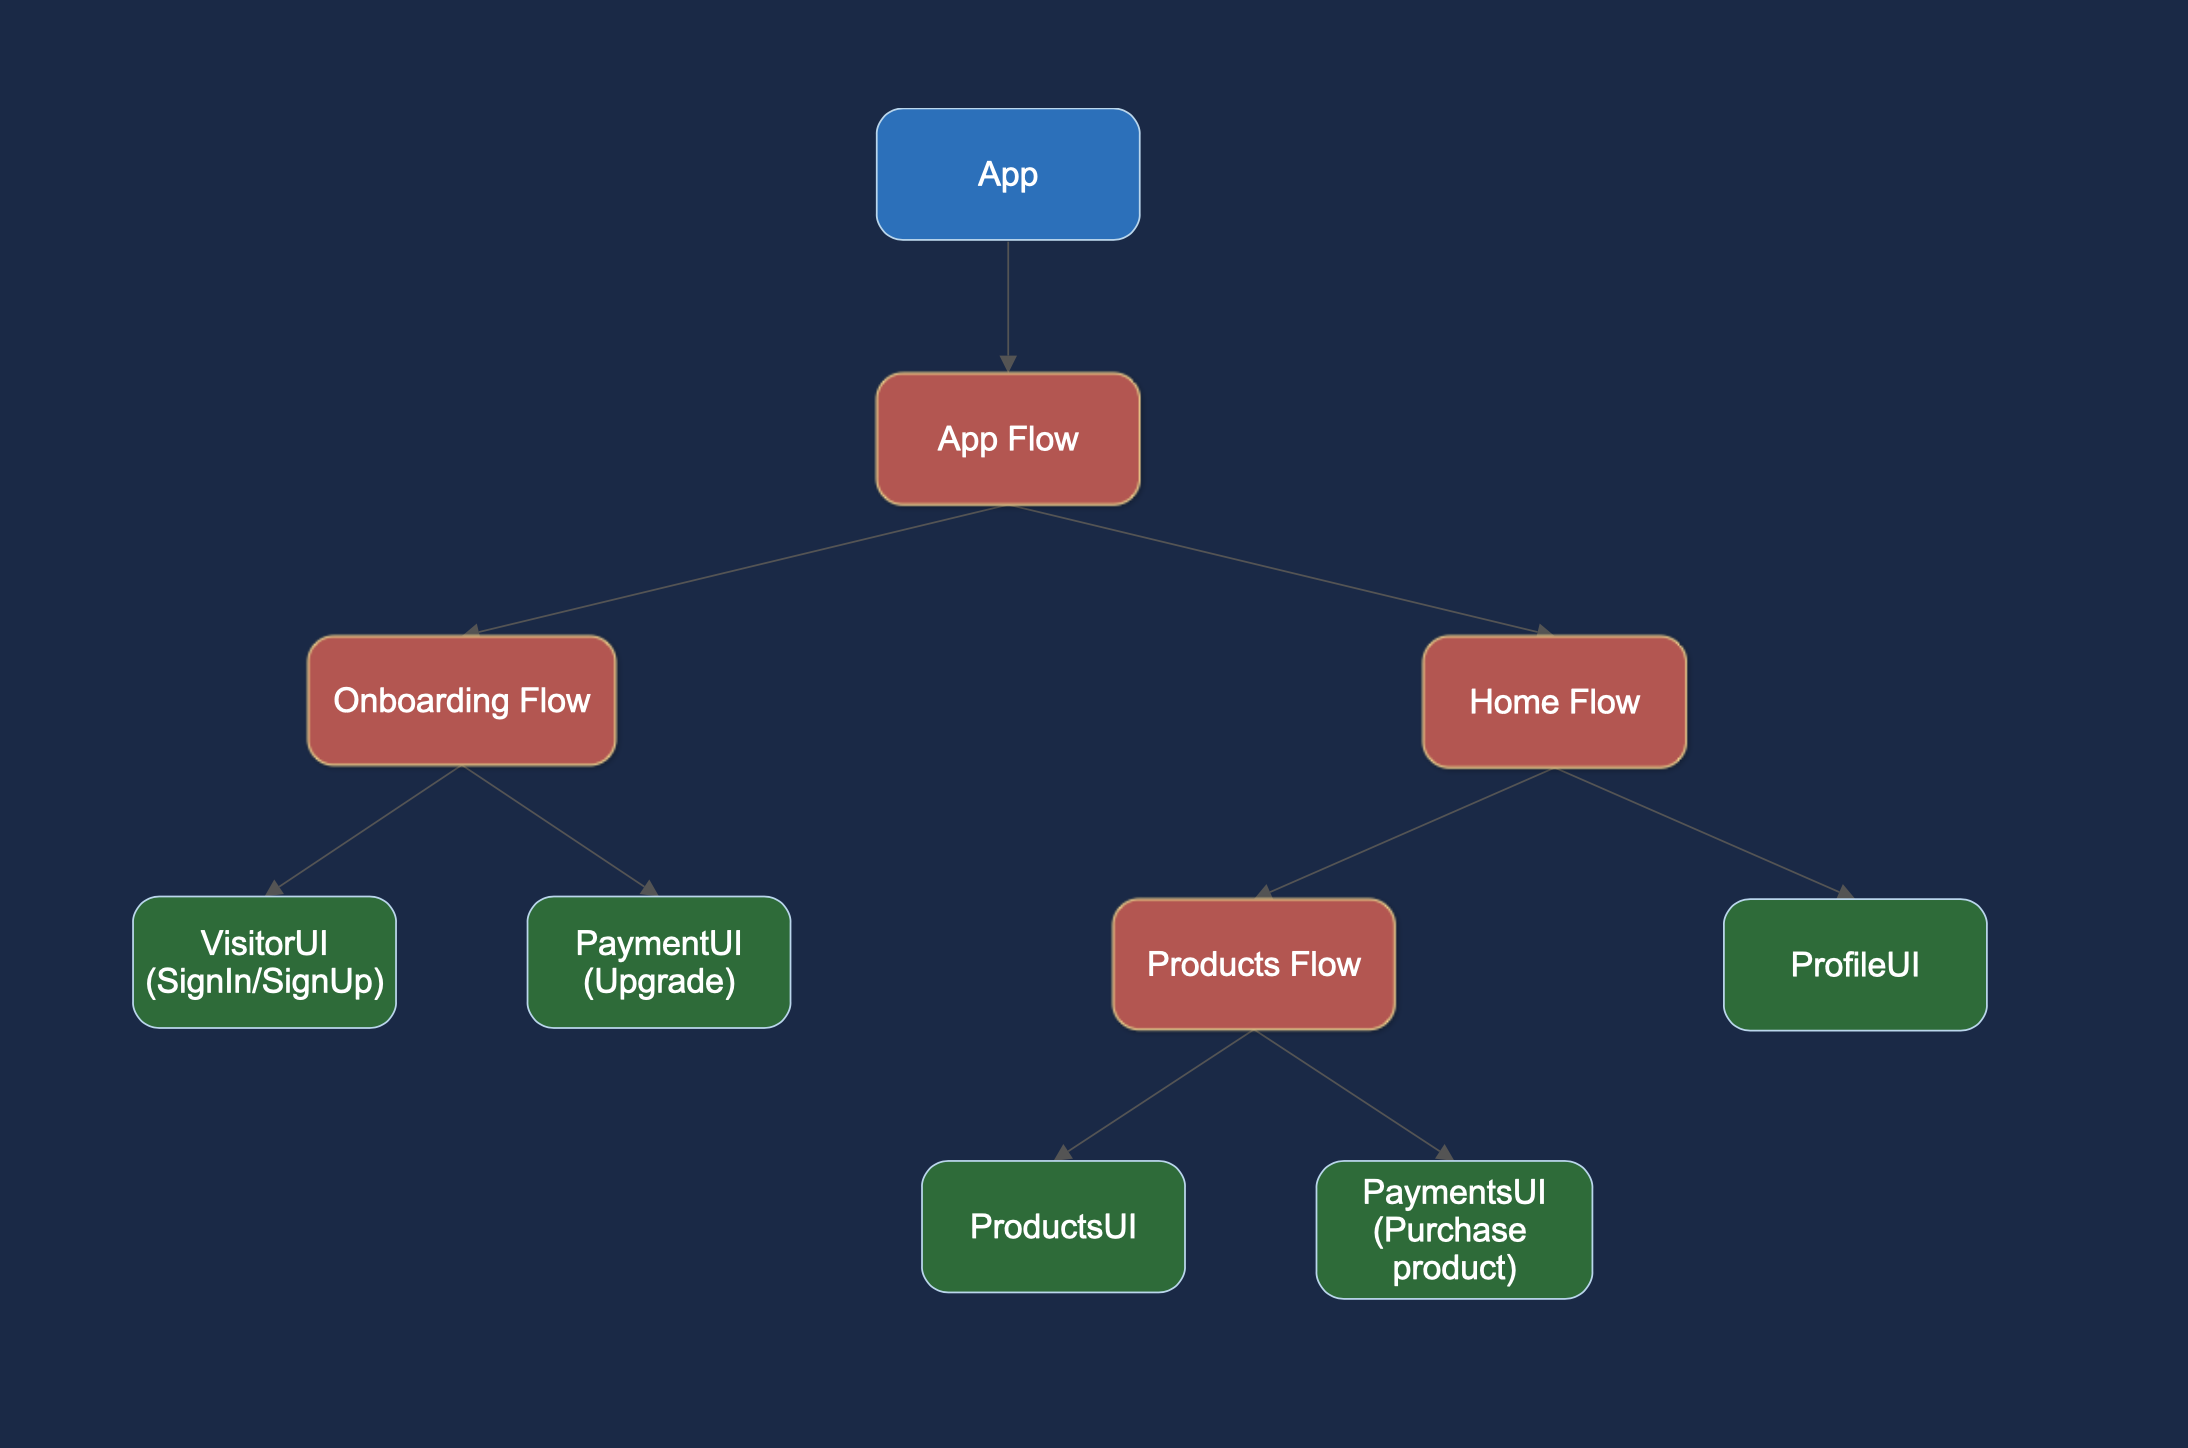 App
App Flow
Onboarding Flow
Home Flow
VisitorUI
(SignIn/SignUp)
PaymentUI
(Upgrade)
Products Flow
ProfileUI
ProductsUI
PaymentsUI
(Purchase
product)